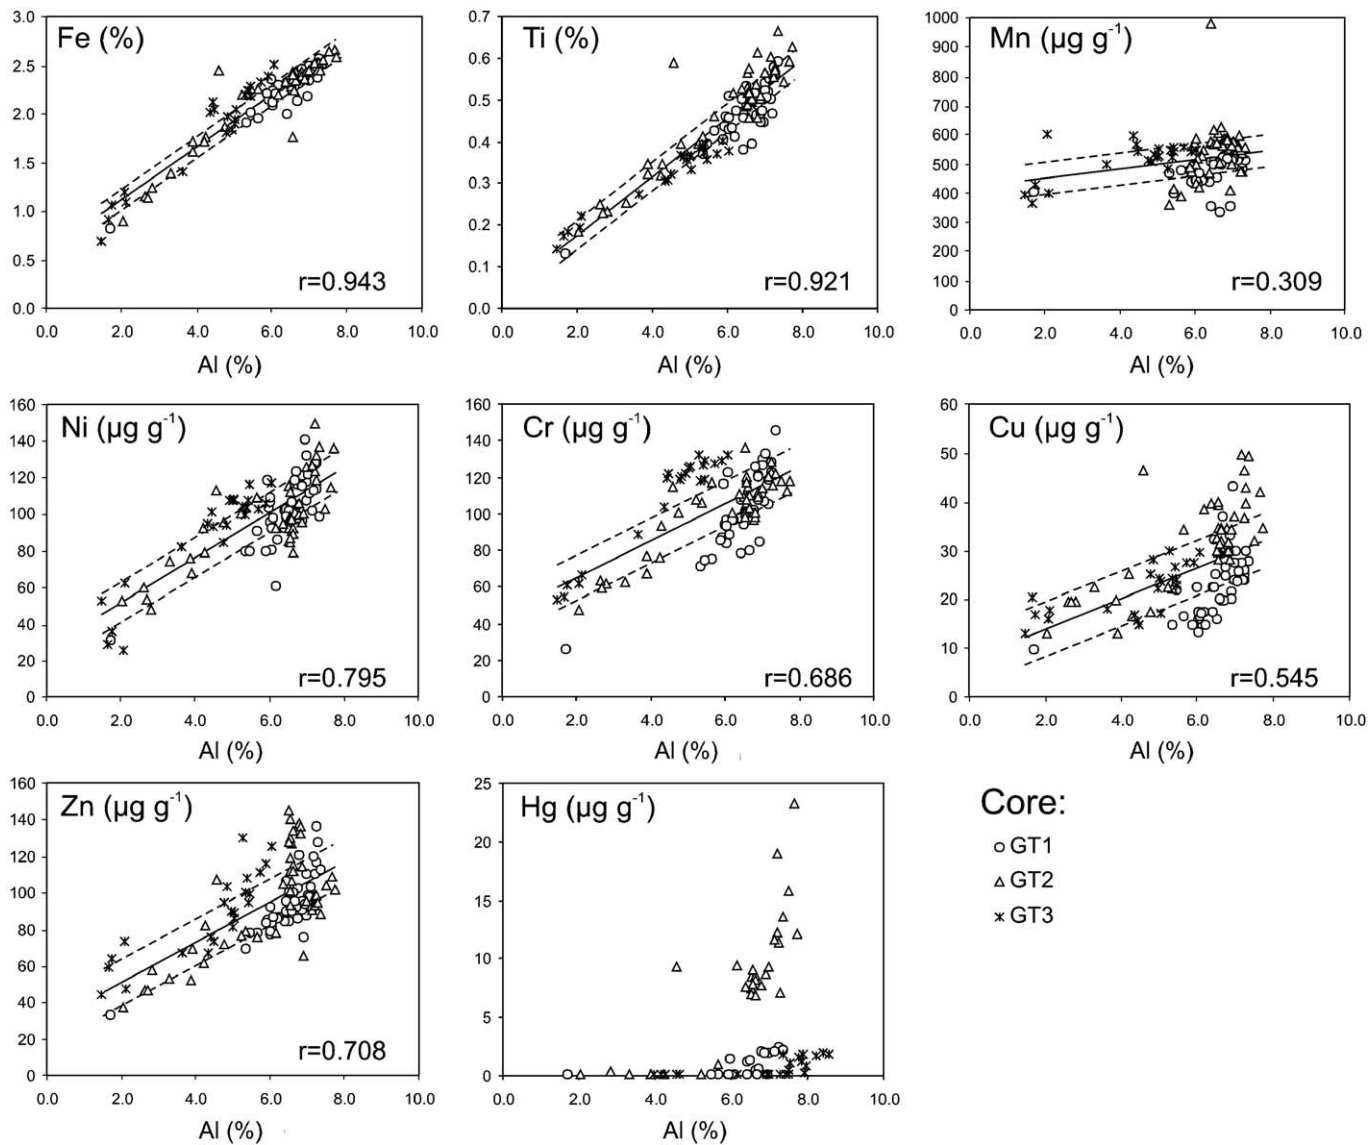 Fe (%)
3.0
2.5
2.0
1.5
1.0
0.5
0.0
0.0 2.0 4.0 6.0 8.0 10.0
Al (%)
r=0.943
Ti (%)
0.7
0.6
0.5
0.4
0.3
0.2
0.1
0.0
0.0 2.0 4.0 6.0 8.0 10.0
Al (%)
r=0.921
Mn (µg g⁻¹)
1000
900
800
700
600
500
400
300
200
100
0
0.0 2.0 4.0 6.0 8.0 10.0
Al (%)
r=0.309
Ni (µg g⁻¹)
160
140
120
100
80
60
40
20
0
0.0 2.0 4.0 6.0 8.0 10.0
Al (%)
r=0.795
Cr (µg g⁻¹)
160
140
120
100
80
60
40
20
0
0.0 2.0 4.0 6.0 8.0 10.0
Al (%)
r=0.686
Cu (µg g⁻¹)
60
50
40
30
20
10
0
0.0 2.0 4.0 6.0 8.0 10.0
Al (%)
r=0.545
Zn (µg g⁻¹)
160
140
120
100
80
60
40
20
0
0.0 2.0 4.0 6.0 8.0 10.0
Al (%)
r=0.708
Hg (µg g⁻¹)
25
20
15
10
5
0
0.0 2.0 4.0 6.0 8.0 10.0
Al (%)
Core:
GT1
GT2
GT3